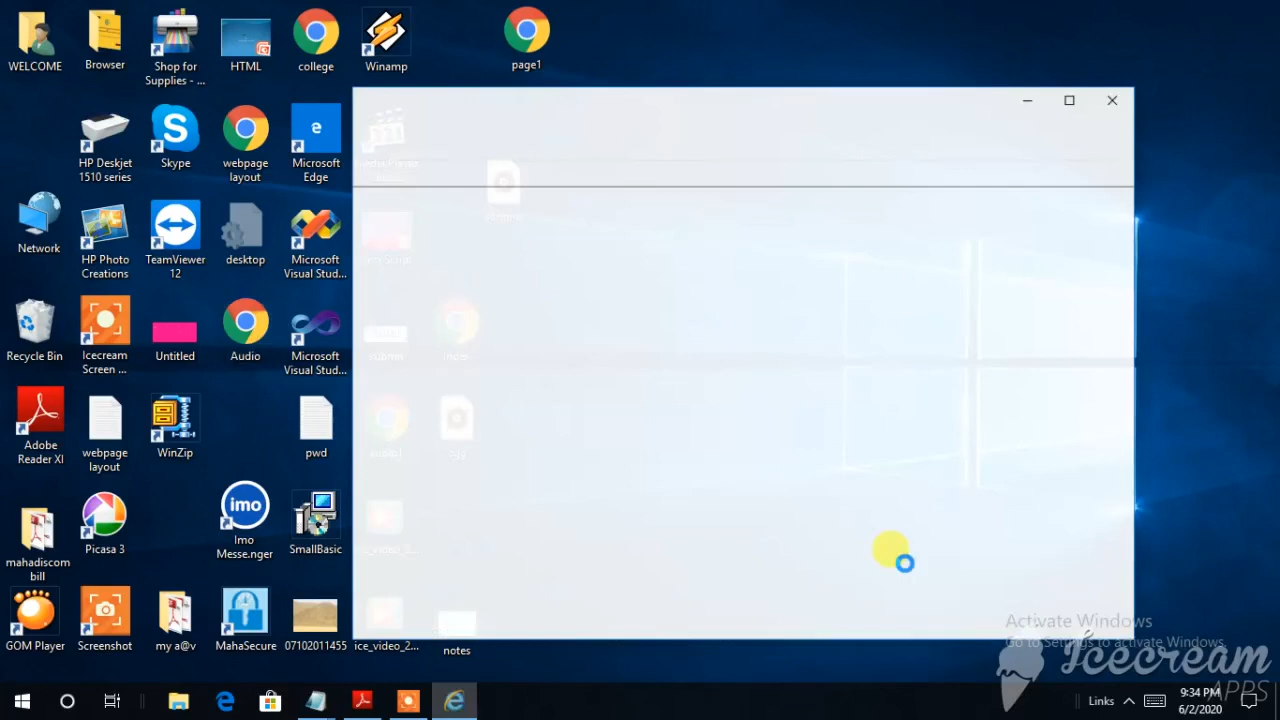 WELCOME
Browser
Shop for
Supplies - ...
HTML
college
Winamp
page1
HP Deskjet
1510 series
Skype
webpage
layout
Microsoft
Edge
Network
HP Photo
Creations
TeamViewer
12
desktop
Microsoft
Visual Stud...
Recycle Bin
Icecream
Screen ...
Untitled
Audio
Microsoft
Visual Stud...
submit
index
Adobe
Reader XI
webpage
layout
WinZip
pwd
mahadiscom
bill
Picasa 3
imo
Imo
Messe.nger
SmallBasic
GOM Player
Screenshot
my a@v
MahaSecure
07102011455
ice_video_2...
notes
Activate Windows
Go to Settings to activate Windows.
Icecream
APPS
Links
9:34 PM
6/2/2020